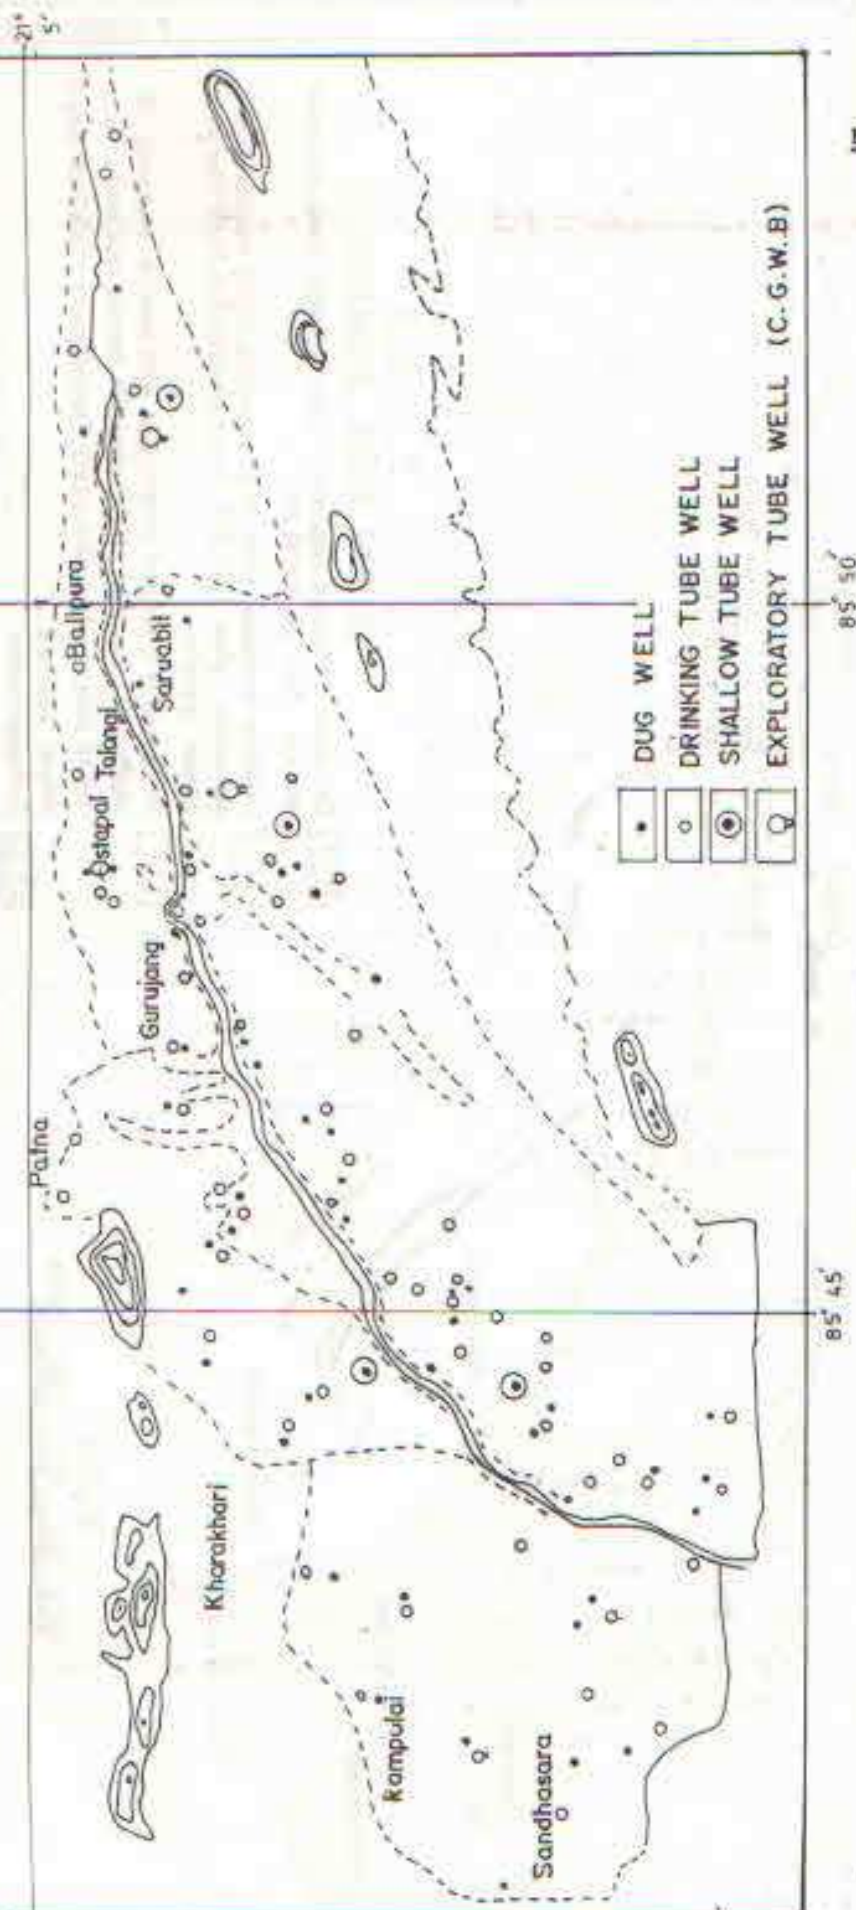 21°
5'
Balipura
Saruabil
Talangi
Ostapal
Gurujang
Patna
Kharakhari
Rampulai
Sandhasara
DUG WELL
DRINKING TUBE WELL
SHALLOW TUBE WELL
EXPLORATORY TUBE WELL (C.G.W.B)
85° 50'
85° 45'